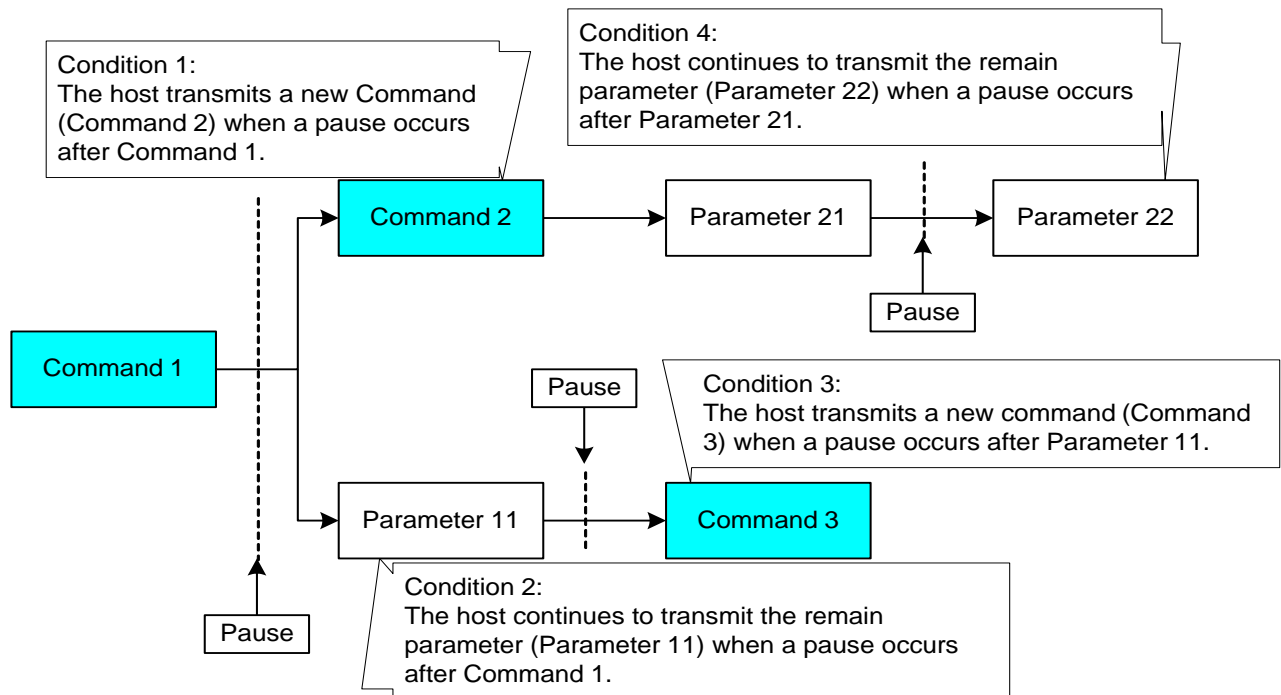 Condition 1:
The host transmits a new Command
(Command 2) when a pause occurs
after Command 1.
Condition 4:
The host continues to transmit the remain
parameter (Parameter 22) when a pause occurs
after Parameter 21.
Command 2
Parameter 21
Parameter 22
Pause
Command 1
Pause
Condition 3:
The host transmits a new command (Command
3) when a pause occurs after Parameter 11.
Parameter 11
Command 3
Pause
Condition 2:
The host continues to transmit the remain
parameter (Parameter 11) when a pause occurs
after Command 1.